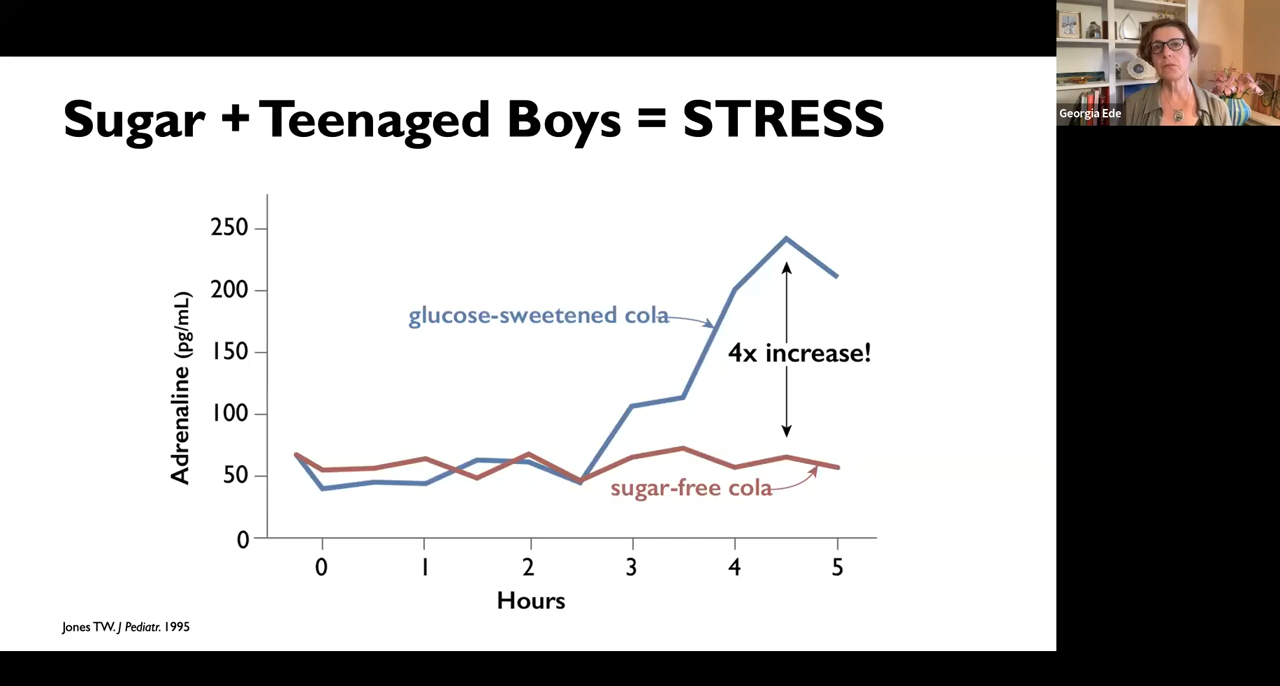 Sugar + Teenaged Boys = STRESS
Georgia Ede
250
200
150
100
50
0
Adrenaline (pg/mL)
glucose-sweetened cola
4x increase!
sugar-free cola
0 1 2 3 4 5
Hours
Jones TW. J Pediatr. 1995